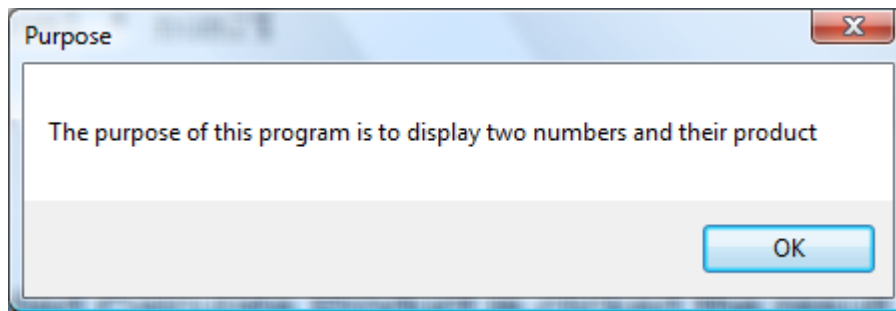 Purpose
The purpose of this program is to display two numbers and their product
OK